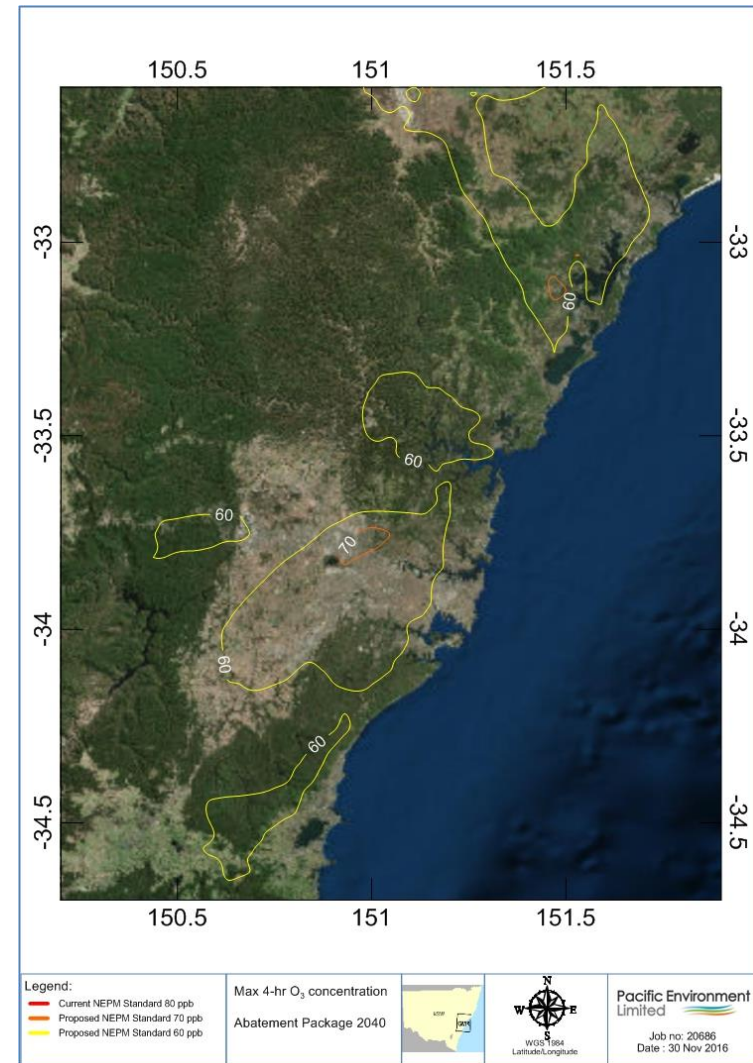 150.5 151 151.5
-33
-33
60
-33.5
-33.5
60
60
70
-34
-34
60
60
-34.5
-34.5
150.5 151 151.5
Legend:
Current NEPM Standard 80 ppb
Proposed NEPM Standard 70 ppb
Proposed NEPM Standard 60 ppb
Max 4-hr O₃ concentration
Abatement Package 2040
NSW
GMR
N
W E
S
WGS 1984
Latitude/Longitude
Pacific Environment
Limited
Job no: 20686
Date : 30 Nov 2016